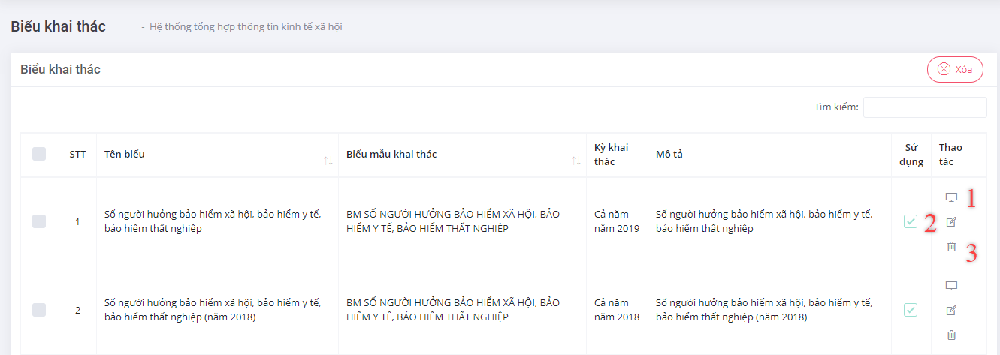 Biểu khai thác
- Hệ thống tổng hợp thông tin kinh tế xã hội
Biểu khai thác
Xóa
Tìm kiếm:
STT
Tên biểu
Biểu mẫu khai thác
Kỳ khai
thác
Mô tả
Sử
dụng
Thao
tác
1
Số người hưởng bảo hiểm xã hội, bảo hiểm y tế,
bảo hiểm thất nghiệp
BM SỐ NGƯỜI HƯỞNG BẢO HIỂM XÃ HỘI, BẢO
HIỂM Y TẾ, BẢO HIỂM THẤT NGHIỆP
Cả năm
năm 2019
Số người hưởng bảo hiểm xã hội, bảo hiểm y tế,
bảo hiểm thất nghiệp
1
2
3
2
Số người hưởng bảo hiểm xã hội, bảo hiểm y tế,
bảo hiểm thất nghiệp (năm 2018)
BM SỐ NGƯỜI HƯỞNG BẢO HIỂM XÃ HỘI, BẢO
HIỂM Y TẾ, BẢO HIỂM THẤT NGHIỆP
Cả năm
năm 2018
Số người hưởng bảo hiểm xã hội, bảo hiểm y tế,
bảo hiểm thất nghiệp (năm 2018)